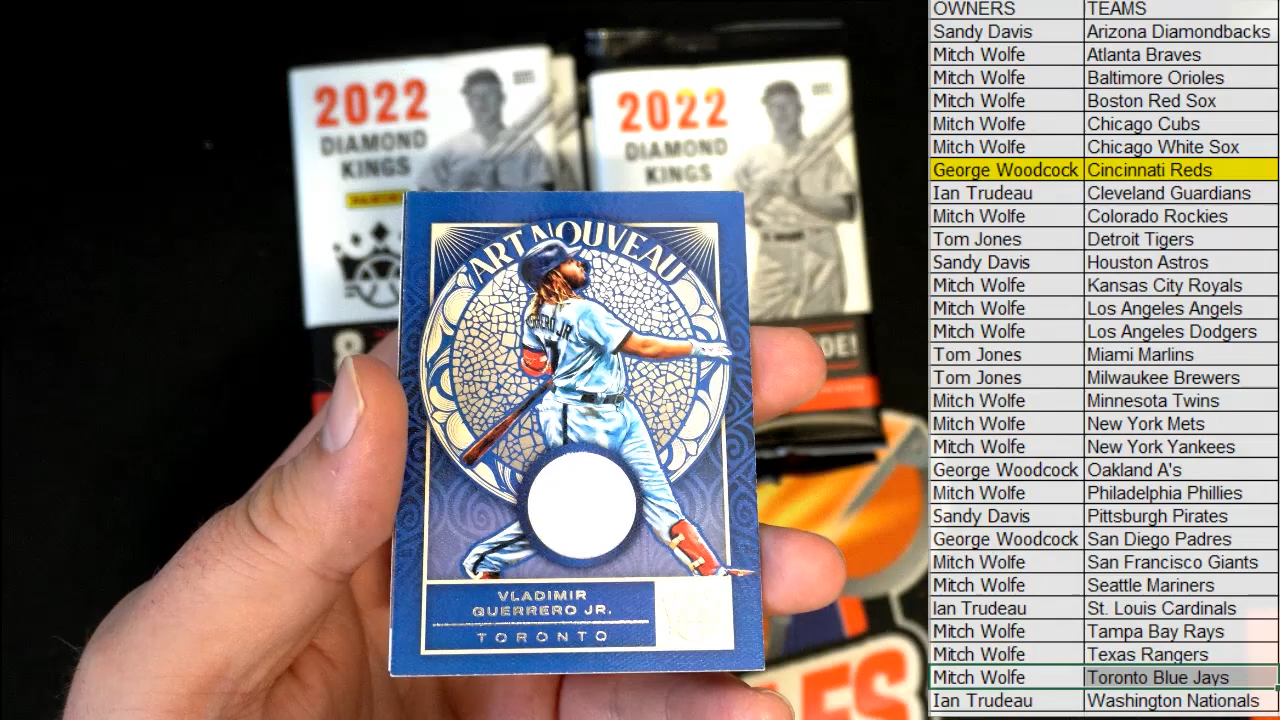 2022
DIAMOND
KINGS
PANINI
8
2022
DIAMOND
KINGS
ART NOUVEAU
GUERRERO JR.
VLADIMIR
GUERRERO JR.
TORONTO
OWNERS TEAMS
Sandy Davis Arizona Diamondbacks
Mitch Wolfe Atlanta Braves
Mitch Wolfe Baltimore Orioles
Mitch Wolfe Boston Red Sox
Mitch Wolfe Chicago Cubs
Mitch Wolfe Chicago White Sox
George Woodcock Cincinnati Reds
Ian Trudeau Cleveland Guardians
Mitch Wolfe Colorado Rockies
Tom Jones Detroit Tigers
Sandy Davis Houston Astros
Mitch Wolfe Kansas City Royals
Mitch Wolfe Los Angeles Angels
Mitch Wolfe Los Angeles Dodgers
Tom Jones Miami Marlins
Tom Jones Milwaukee Brewers
Mitch Wolfe Minnesota Twins
Mitch Wolfe New York Mets
Mitch Wolfe New York Yankees
George Woodcock Oakland A's
Mitch Wolfe Philadelphia Phillies
Sandy Davis Pittsburgh Pirates
George Woodcock San Diego Padres
Mitch Wolfe San Francisco Giants
Mitch Wolfe Seattle Mariners
Ian Trudeau St. Louis Cardinals
Mitch Wolfe Tampa Bay Rays
Mitch Wolfe Texas Rangers
Mitch Wolfe Toronto Blue Jays
Ian Trudeau Washington Nationals